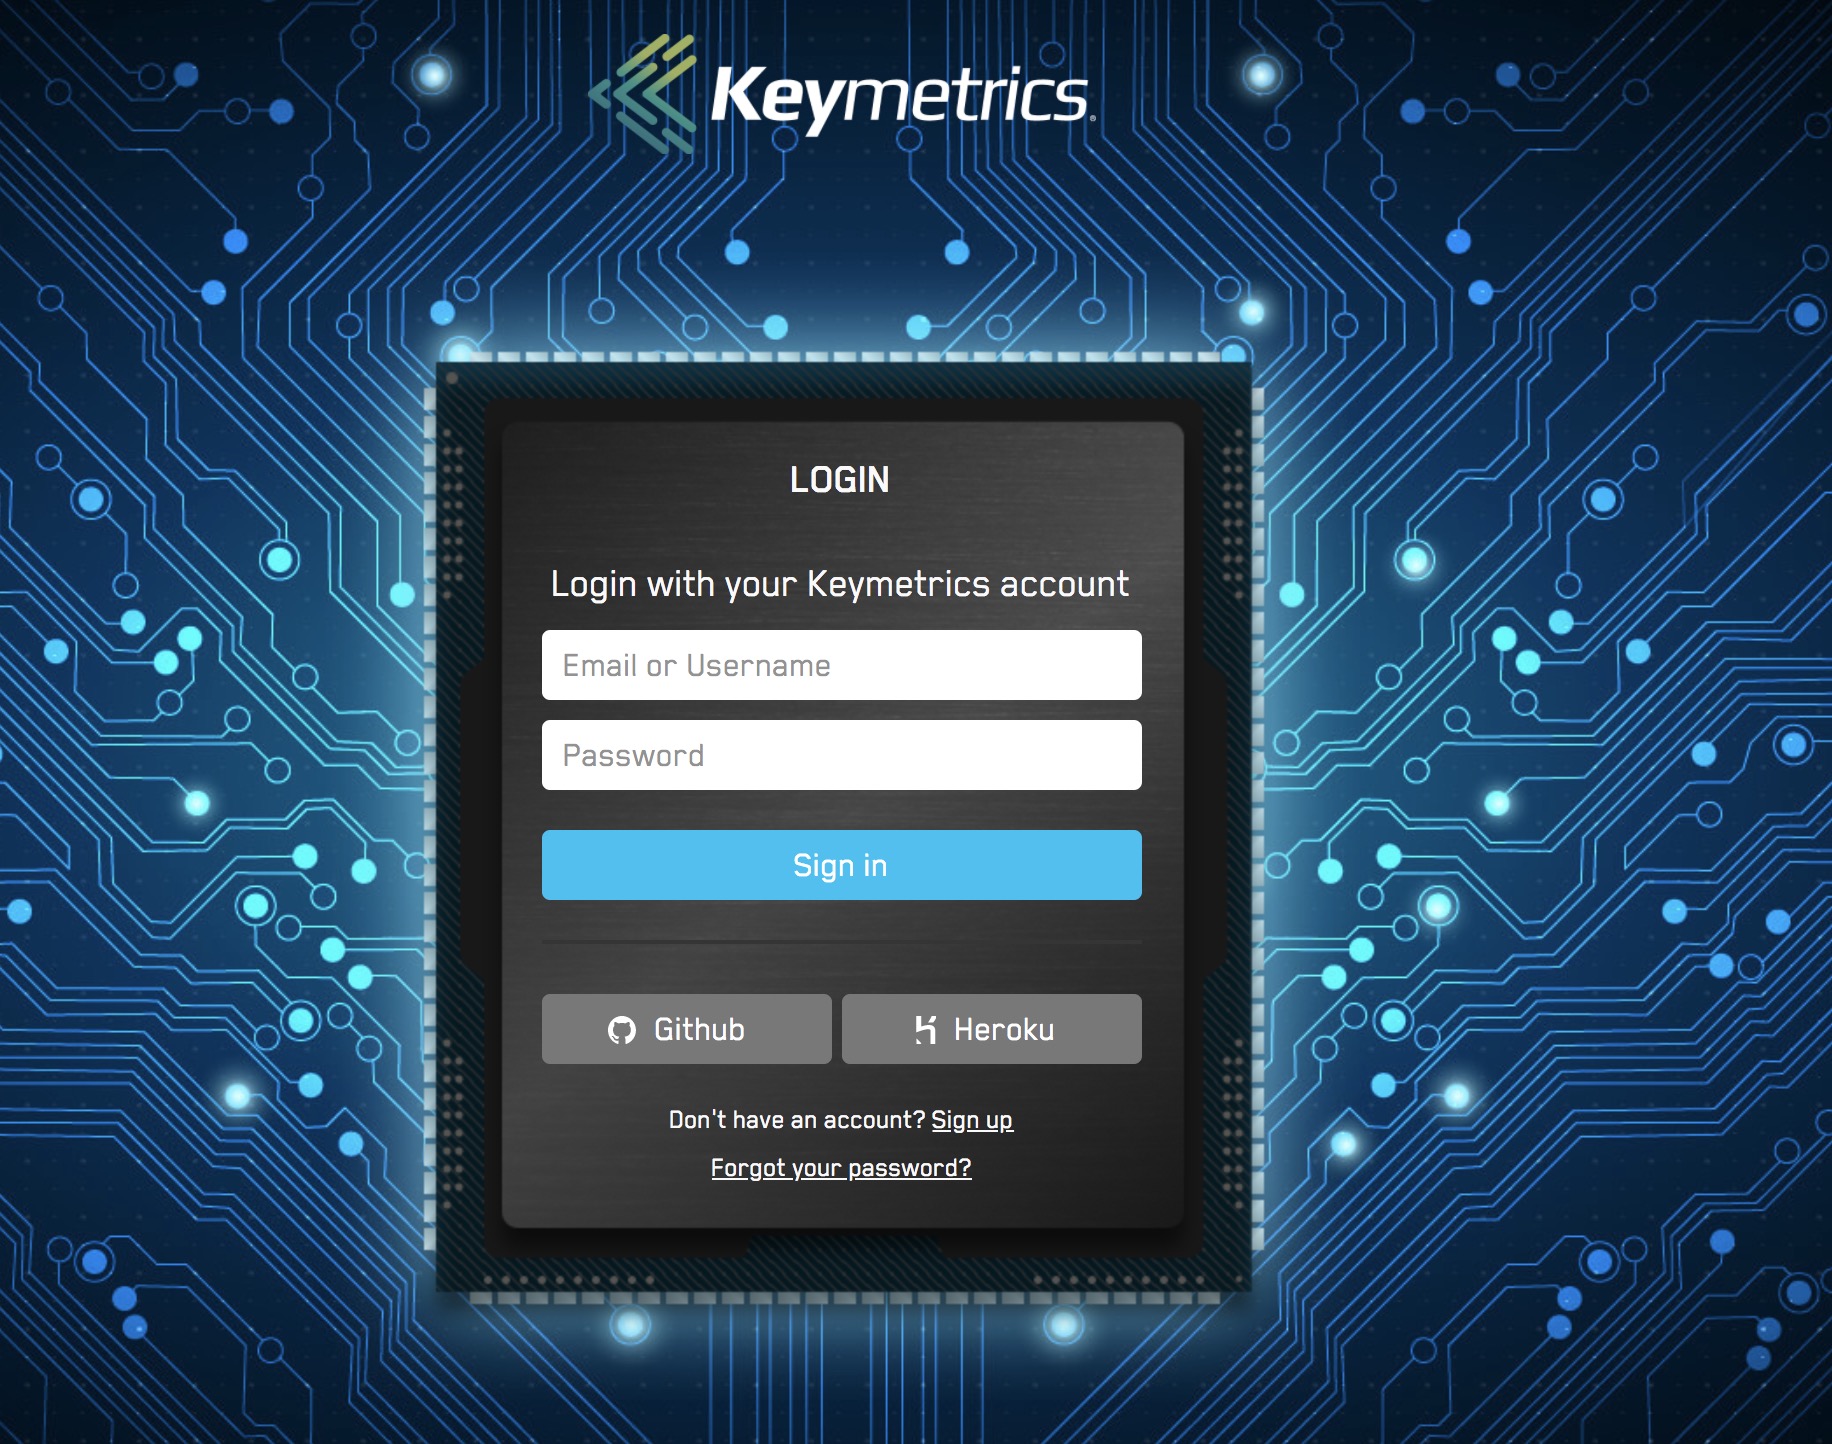 Keymetrics®
LOGIN
Login with your Keymetrics account
Email or Username
Password
Sign in
Github
Heroku
Don't have an account? Sign up
Forgot your password?